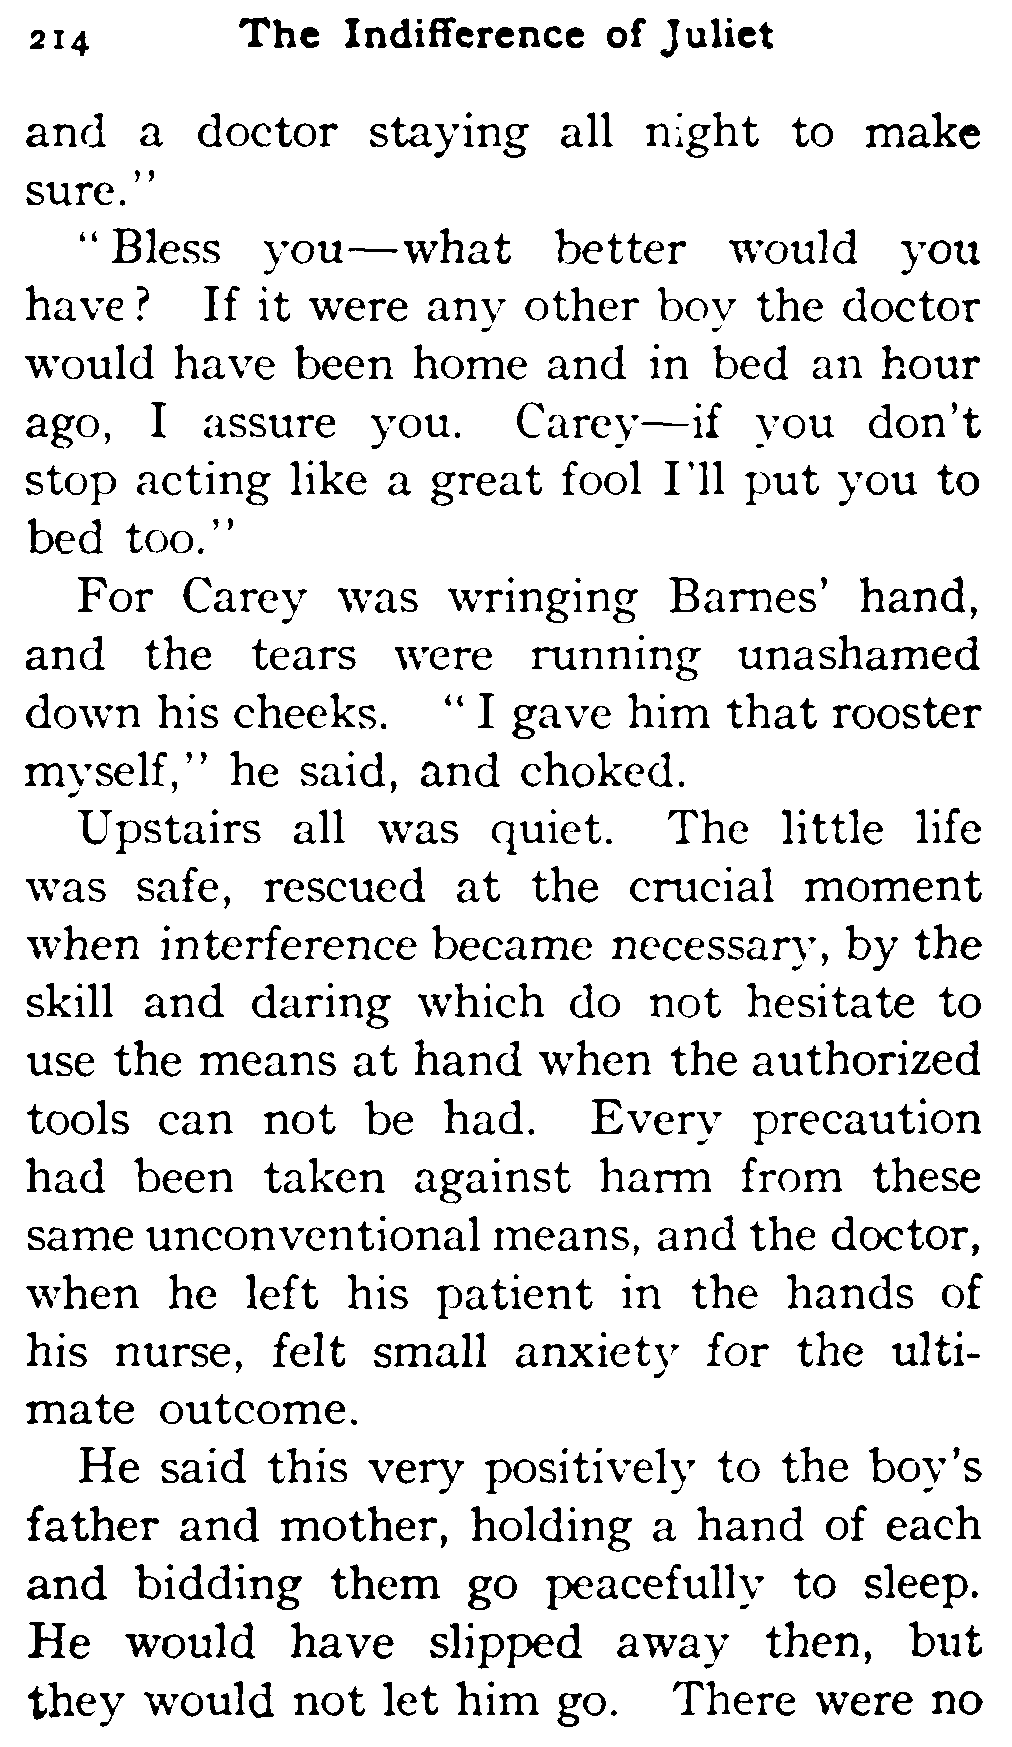 214 The Indifference of Juliet
and a doctor staying all night to make
sure."
"Bless you—what better would you
have? If it were any other boy the doctor
would have been home and in bed an hour
ago, I assure you. Carey—if you don't
stop acting like a great fool I'll put you to
bed too."
For Carey was wringing Barnes' hand,
and the tears were running unashamed
down his cheeks. "I gave him that rooster
myself," he said, and choked.
Upstairs all was quiet. The little life
was safe, rescued at the crucial moment
when interference became necessary, by the
skill and daring which do not hesitate to
use the means at hand when the authorized
tools can not be had. Every precaution
had been taken against harm from these
same unconventional means, and the doctor,
when he left his patient in the hands of
his nurse, felt small anxiety for the ulti-
mate outcome.
He said this very positively to the boy's
father and mother, holding a hand of each
and bidding them go peacefully to sleep.
He would have slipped away then, but
they would not let him go. There were no